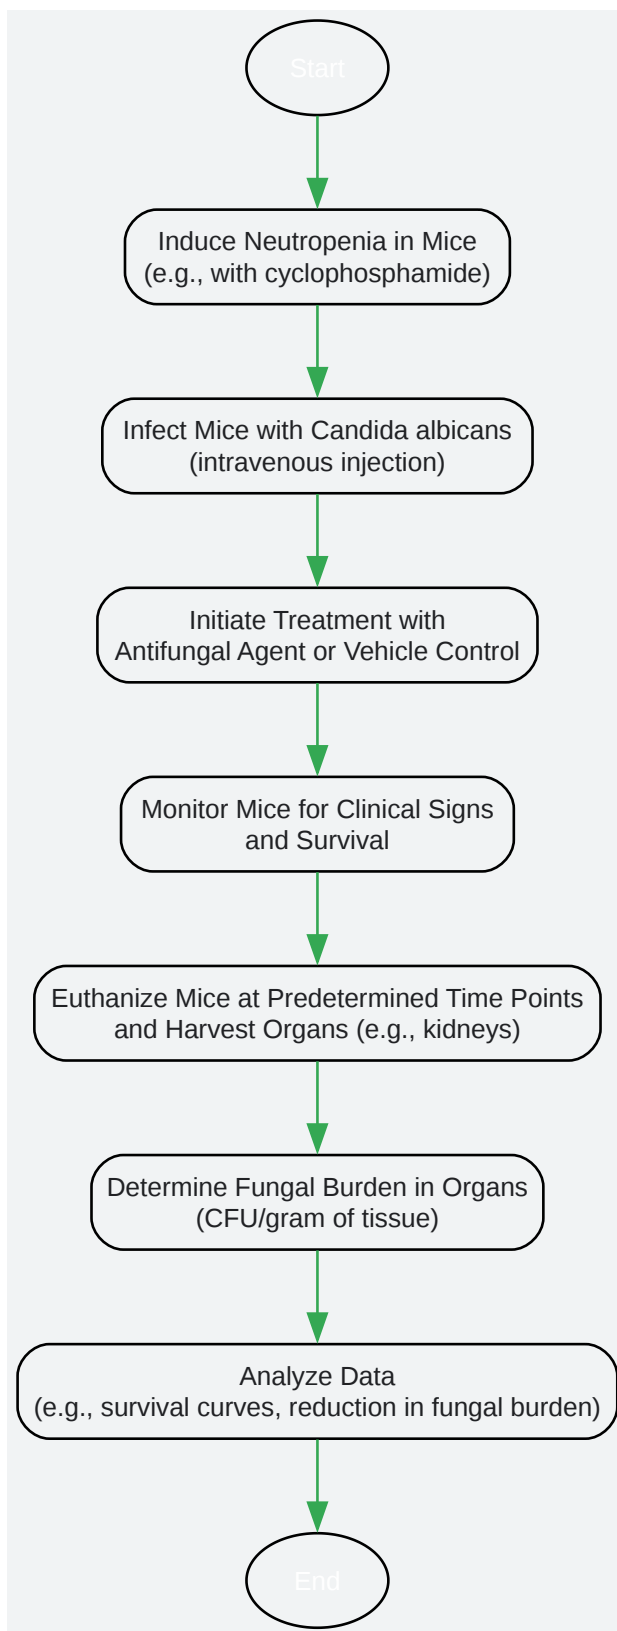 Start
Induce Neutropenia in Mice
(e.g., with cyclophosphamide)
Infect Mice with Candida albicans
(intravenous injection)
Initiate Treatment with
Antifungal Agent or Vehicle Control
Monitor Mice for Clinical Signs
and Survival
Euthanize Mice at Predetermined Time Points
and Harvest Organs (e.g., kidneys)
Determine Fungal Burden in Organs
(CFU/gram of tissue)
Analyze Data
(e.g., survival curves, reduction in fungal burden)
End